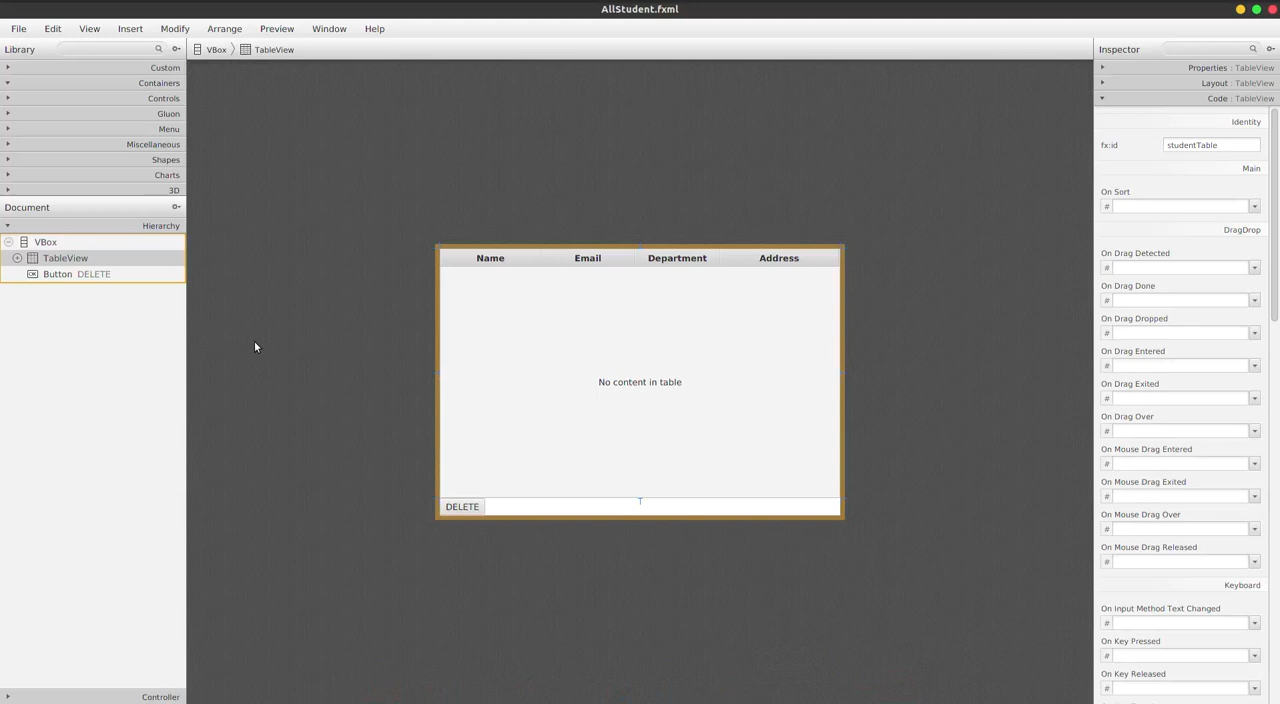 AllStudent.fxml
File Edit View Insert Modify Arrange Preview Window Help
Library
VBox TableView
Inspector
Custom
Containers
Controls
Gluon
Menu
Miscellaneous
Shapes
Charts
3D
Document
Hierarchy
VBox
TableView
OK Button DELETE
Controller
Name Email Department Address
No content in table
DELETE
Properties : TableView
Layout : TableView
Code : TableView
Identity
fx:id studentTable
Main
On Sort
#
DragDrop
On Drag Detected
#
On Drag Done
#
On Drag Dropped
#
On Drag Entered
#
On Drag Exited
#
On Drag Over
#
On Mouse Drag Entered
#
On Mouse Drag Exited
#
On Mouse Drag Over
#
On Mouse Drag Released
#
Keyboard
On Input Method Text Changed
#
On Key Pressed
#
On Key Released
#